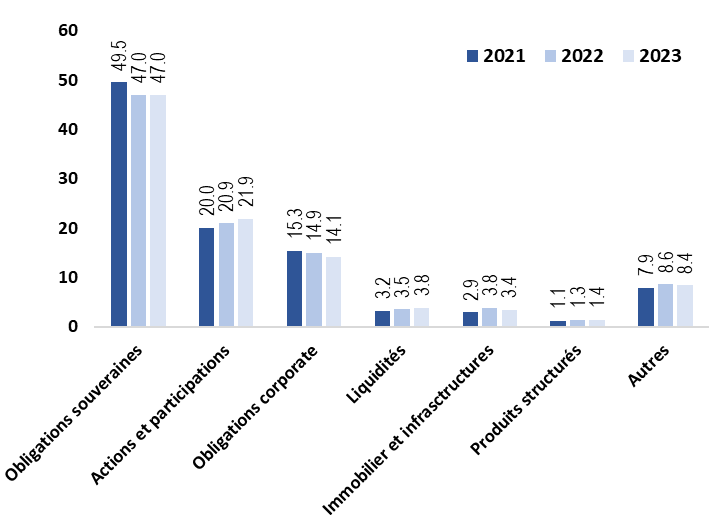 60
50
40
30
20
10
0
2021 2022 2023
49.5 47.0 47.0
20.0 20.9 21.9
15.3 14.9 14.1
3.2 3.5 3.8
2.9 3.8 3.4
1.1 1.3 1.4
7.9 8.6 8.4
Obligations souveraines
Actions et participations
Obligations corporate
Liquidités
Immobilier et infrasctructures
Produits structurés
Autres